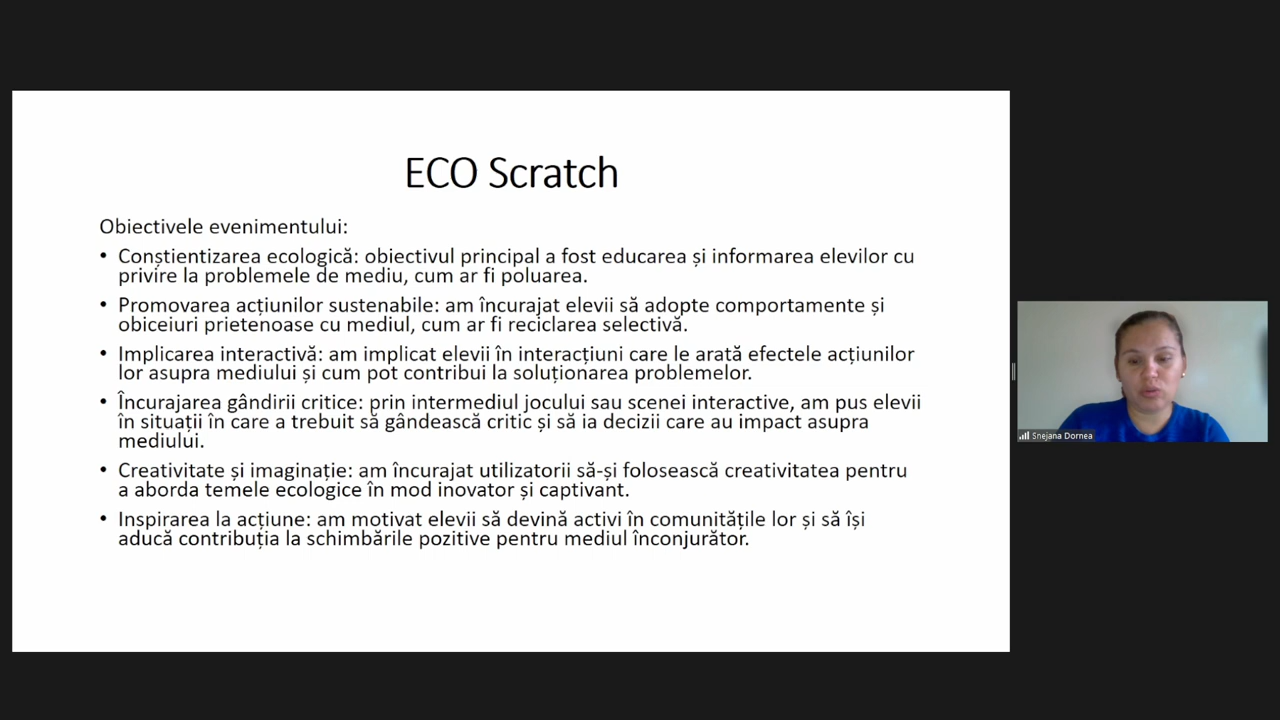 ECO Scratch
Obiectivele evenimentului:
• Conștientizarea ecologică: obiectivul principal a fost educarea și informarea elevilor cu
privire la problemele de mediu, cum ar fi poluarea.
• Promovarea acțiunilor sustenabile: am încurajat elevii să adopte comportamente și
obiceiuri prietenoase cu mediul, cum ar fi reciclarea selectivă.
• Implicarea interactivă: am implicat elevii în interacțiuni care le arată efectele acțiunilor
lor asupra mediului și cum pot contribui la soluționarea problemelor.
• Încurajarea gândirii critice: prin intermediul jocului sau scenei interactive, am pus elevii
în situații în care a trebuit să gândească critic și să ia decizii care au impact asupra
mediului.
• Creativitate și imaginație: am încurajat utilizatorii să-și folosească creativitatea pentru
a aborda temele ecologice în mod inovator și captivant.
• Inspirarea la acțiune: am motivat elevii să devină activi în comunitățile lor și să își
aducă contribuția la schimbările pozitive pentru mediul înconjurător.
Snejana Dornea